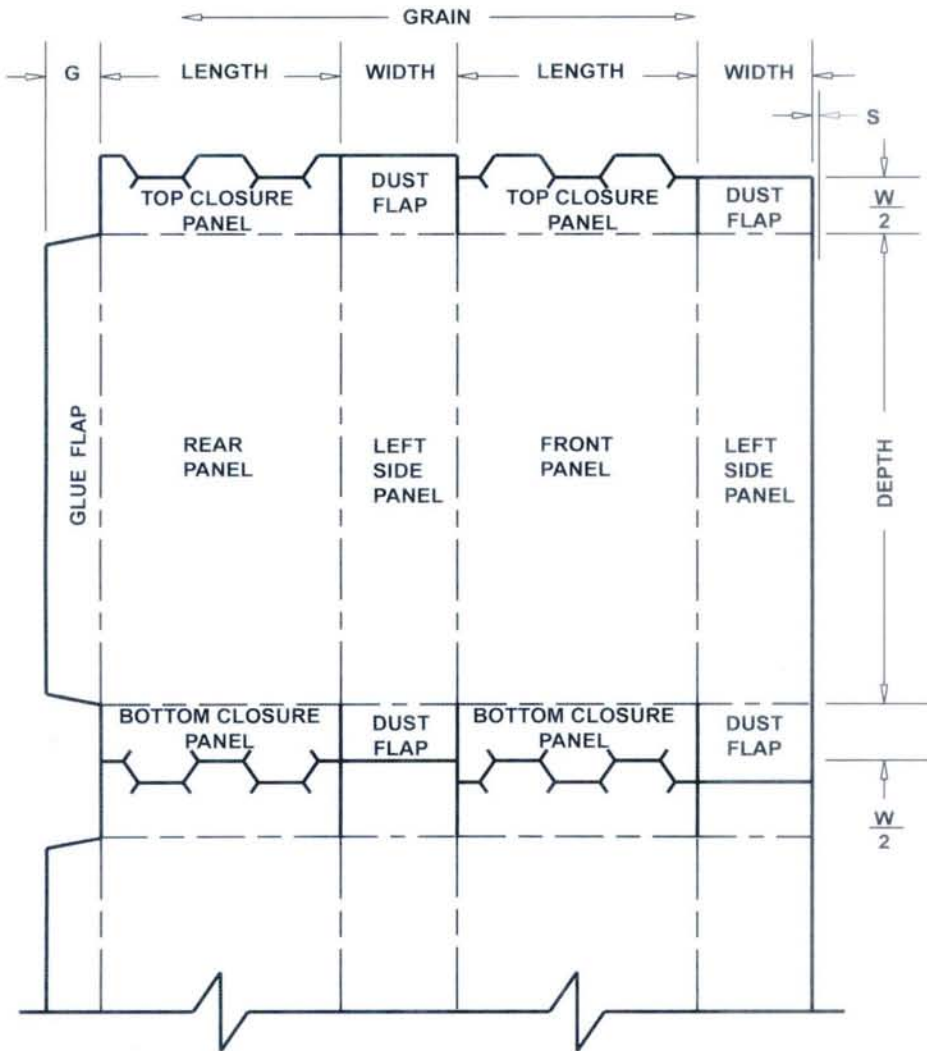 GRAIN
G
LENGTH
WIDTH
LENGTH
WIDTH
S
TOP CLOSURE
PANEL
DUST
FLAP
TOP CLOSURE
PANEL
DUST
FLAP
W
2
GLUE FLAP
REAR
PANEL
LEFT
SIDE
PANEL
FRONT
PANEL
LEFT
SIDE
PANEL
DEPTH
BOTTOM CLOSURE
PANEL
DUST
FLAP
BOTTOM CLOSURE
PANEL
DUST
FLAP
W
2